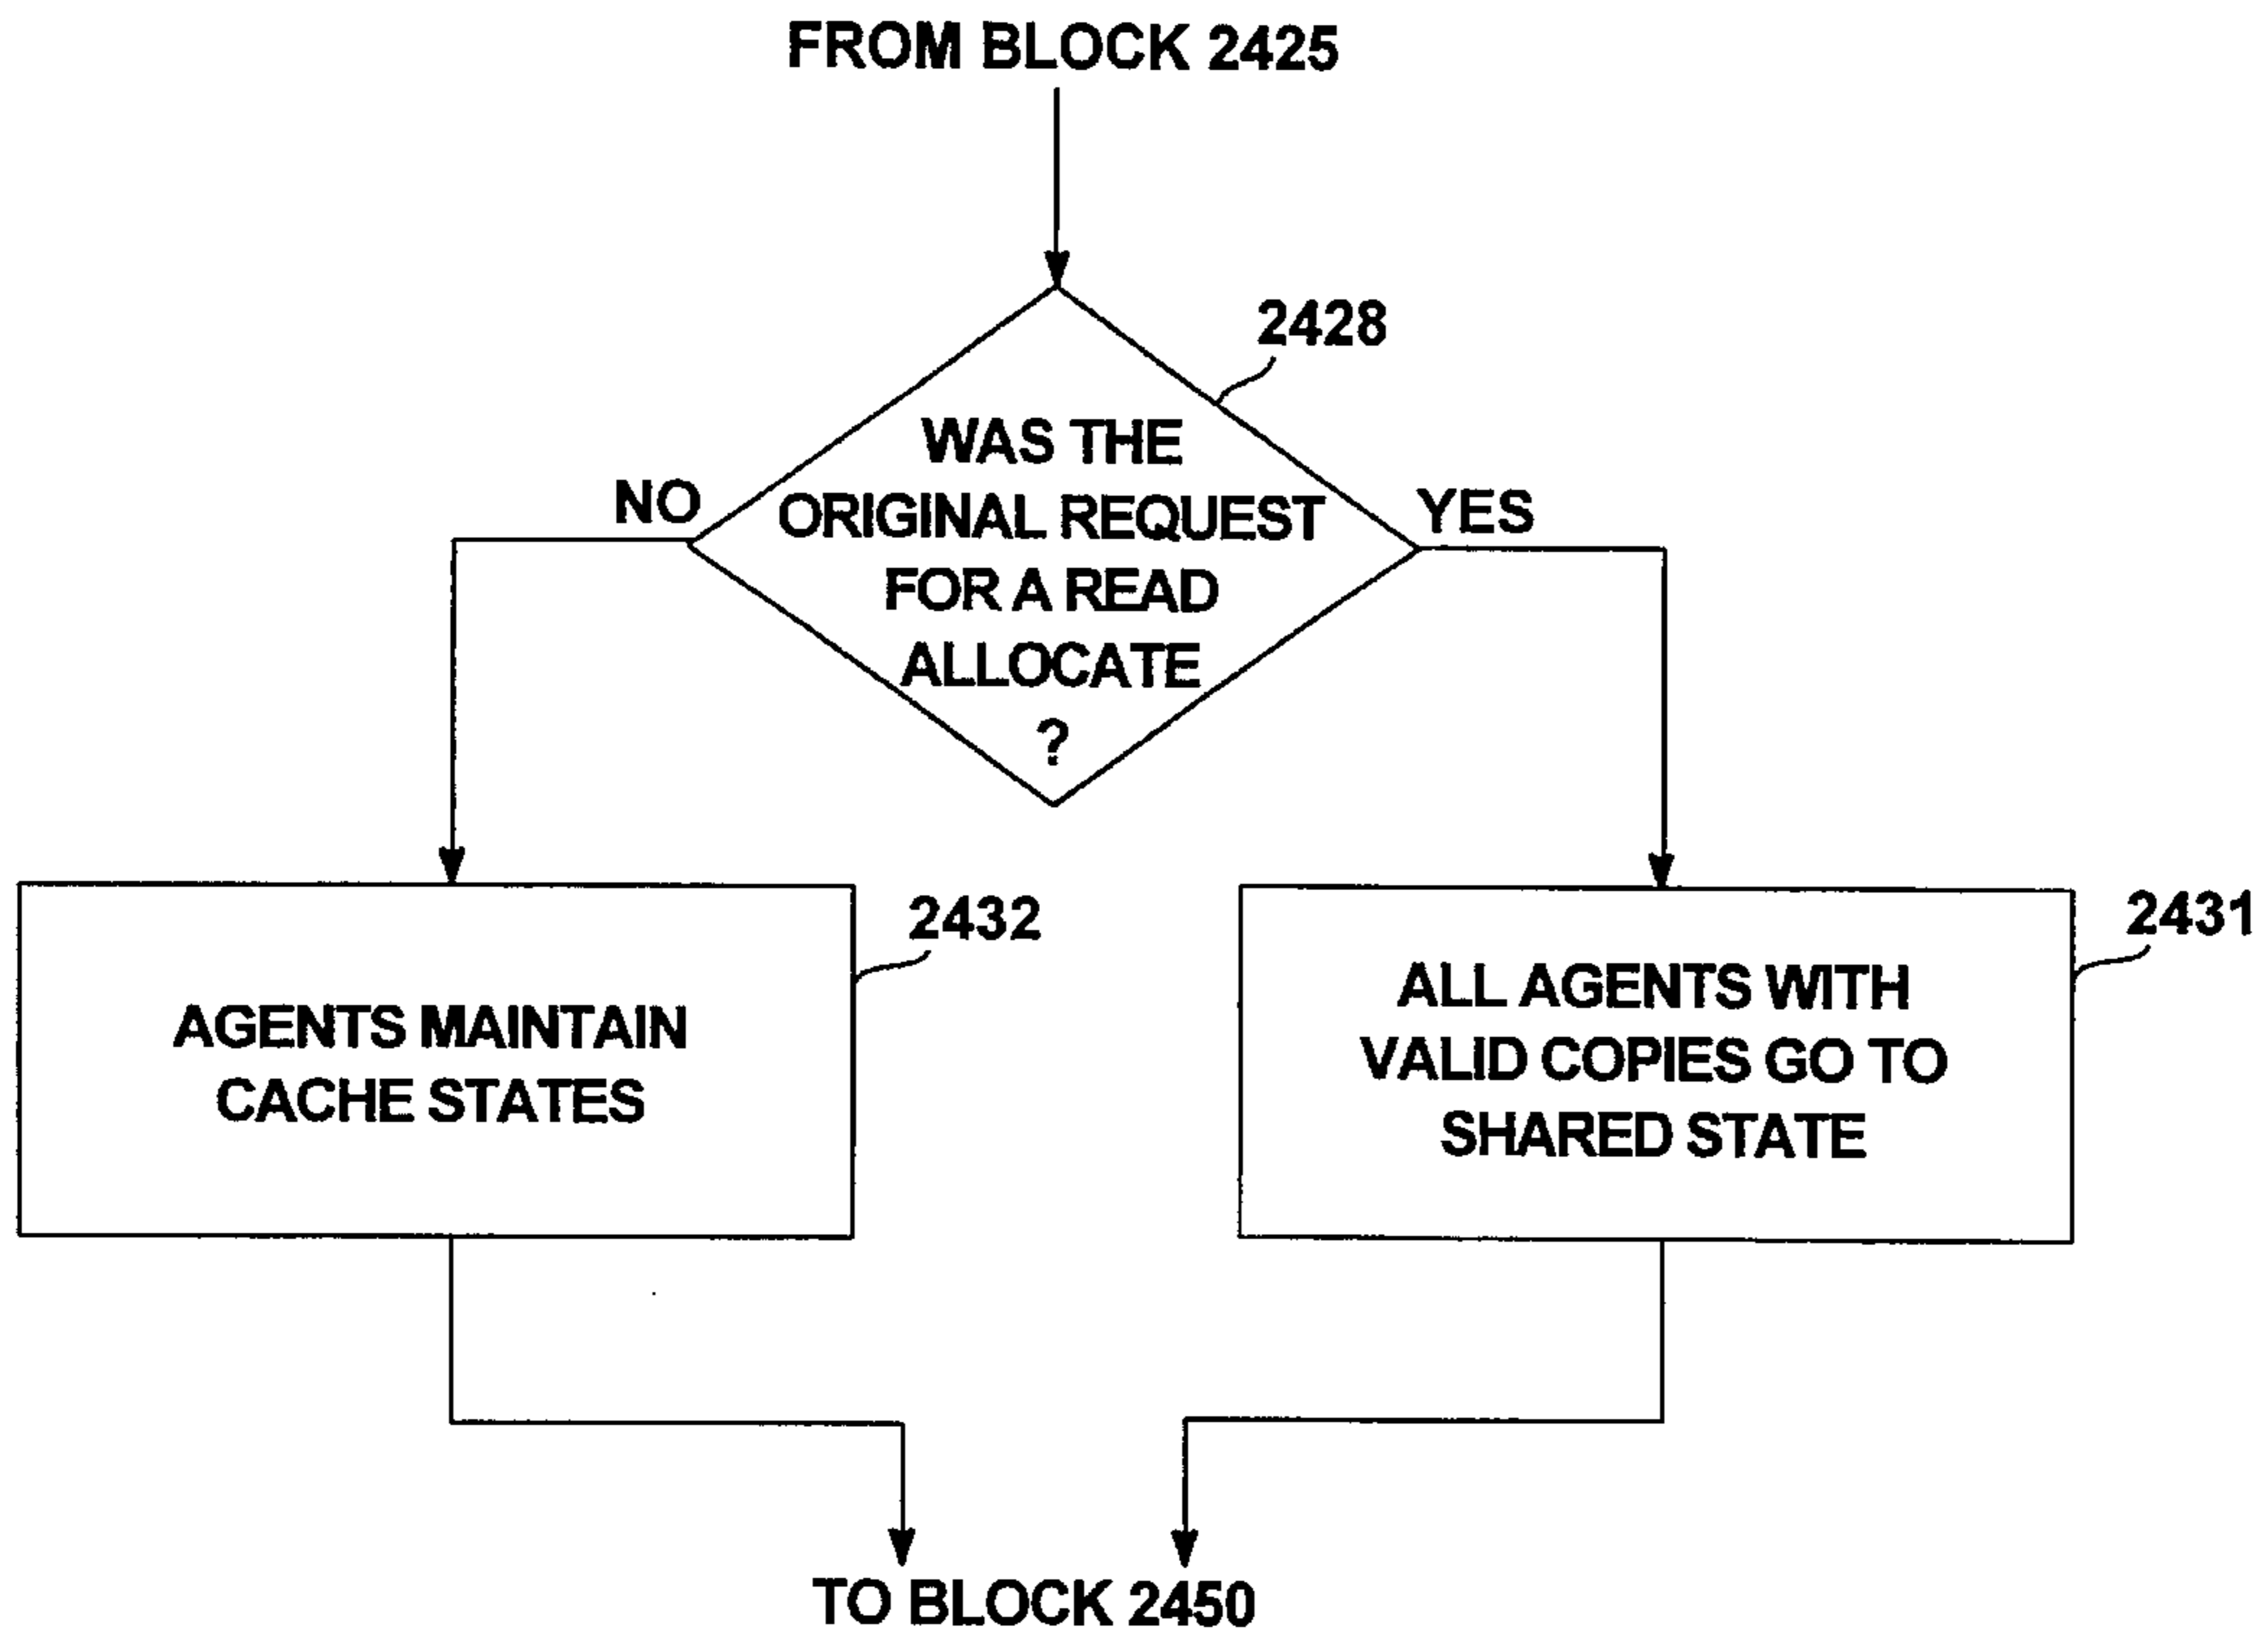 FROM BLOCK 2425
2428
WAS THE
ORIGINAL REQUEST
FOR A READ
ALLOCATE
?
NO
YES
2432
AGENTS MAINTAIN
CACHE STATES
2431
ALL AGENTS WITH
VALID COPIES GO TO
SHARED STATE
TO BLOCK 2450